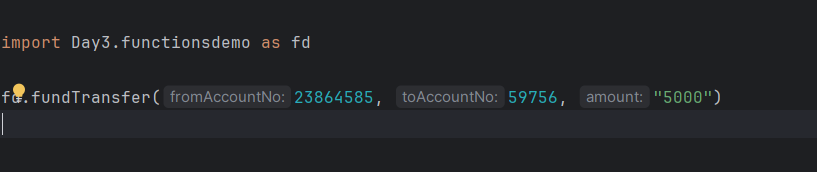 import Day3.functionsdemo as fd
fd.fundTransfer(fromAccountNo: 23864585, toAccountNo: 59756, amount: "5000")